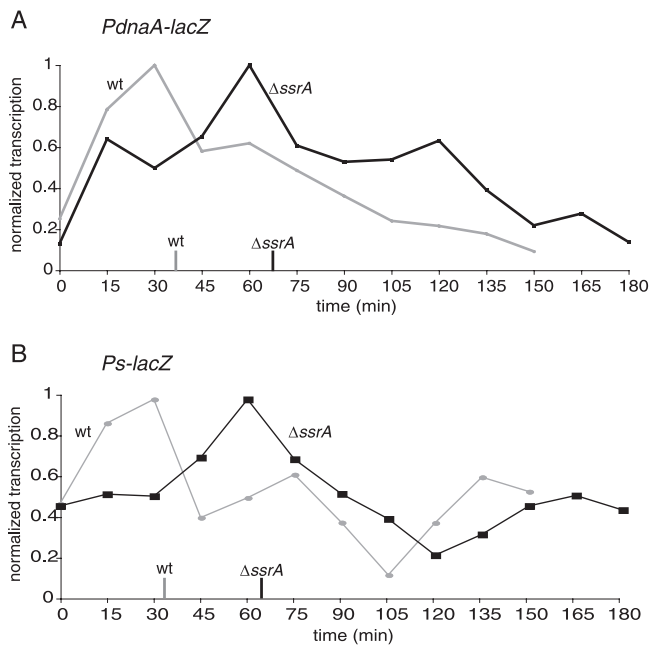 A
PdnaA-lacZ
normalized transcription
1
0.8
0.6
0.4
0.2
0
wt
ΔssrA
wt
ΔssrA
0 15 30 45 60 75 90 105 120 135 150 165 180
time (min)
B
Ps-lacZ
normalized transcription
1
0.8
0.6
0.4
0.2
0
wt
ΔssrA
wt
ΔssrA
0 15 30 45 60 75 90 105 120 135 150 165 180
time (min)